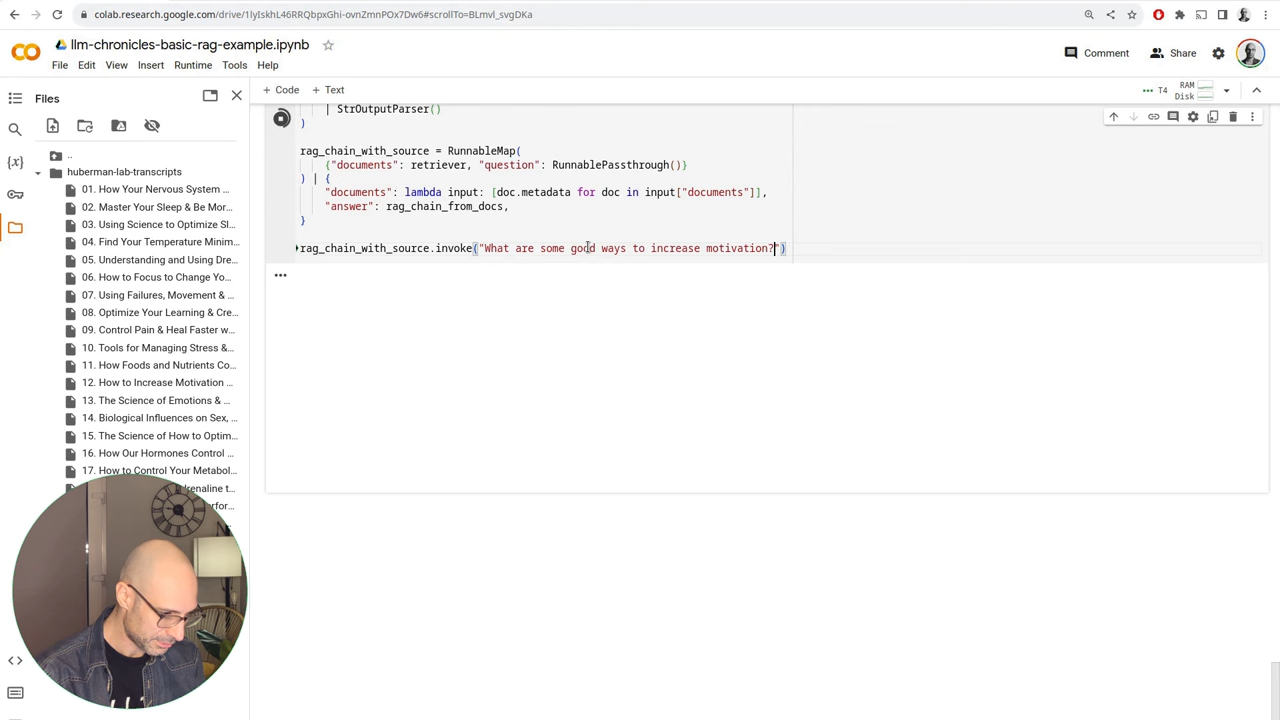 colab.research.google.com/drive/1lyIskhL46RRQbpxGhi-ovnZmnPOx7Dw6#scrollTo=BLmvl_svgDKa
llm-chronicles-basic-rag-example.ipynb
File Edit View Insert Runtime Tools Help
Comment Share
Files
+ Code + Text
T4 RAM Disk
..
huberman-lab-transcripts
01. How Your Nervous System ...
02. Master Your Sleep & Be Mor...
03. Using Science to Optimize Sl...
04. Find Your Temperature Minim...
05. Understanding and Using Dre...
06. How to Focus to Change Yo...
07. Using Failures, Movement & ...
08. Optimize Your Learning & Cre...
09. Control Pain & Heal Faster w...
10. Tools for Managing Stress &...
11. How Foods and Nutrients Co...
12. How to Increase Motivation ...
13. The Science of Emotions & ...
14. Biological Influences on Sex, ...
15. The Science of How to Optim...
16. How Our Hormones Control ...
17. How to Control Your Metabol...
| StrOutputParser()
)
rag_chain_with_source = RunnableMap(
{"documents": retriever, "question": RunnablePassthrough()}
) | {
"documents": lambda input: [doc.metadata for doc in input["documents"]],
"answer": rag_chain_from_docs,
}
rag_chain_with_source.invoke("What are some good ways to increase motivation?")